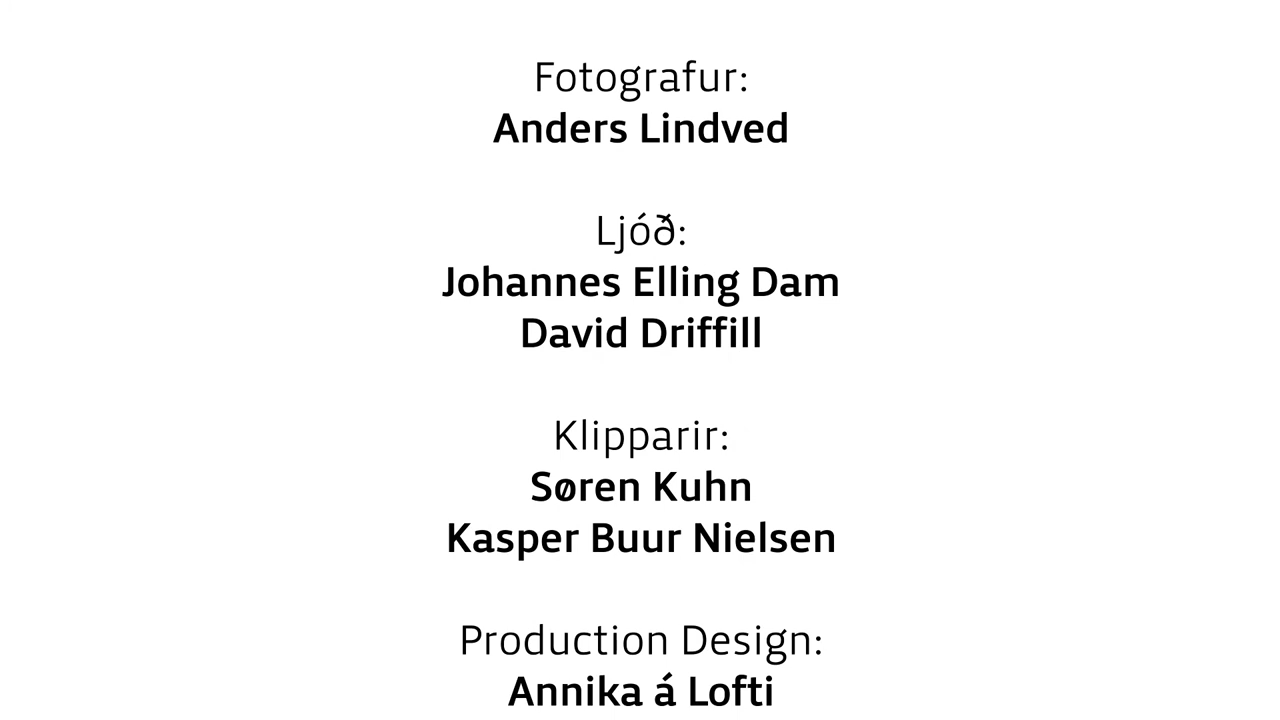 Fotografur:
Anders Lindved
Ljóð:
Johannes Elling Dam
David Driffill
Klipparir:
Søren Kuhn
Kasper Buur Nielsen
Production Design:
Annika á Lofti